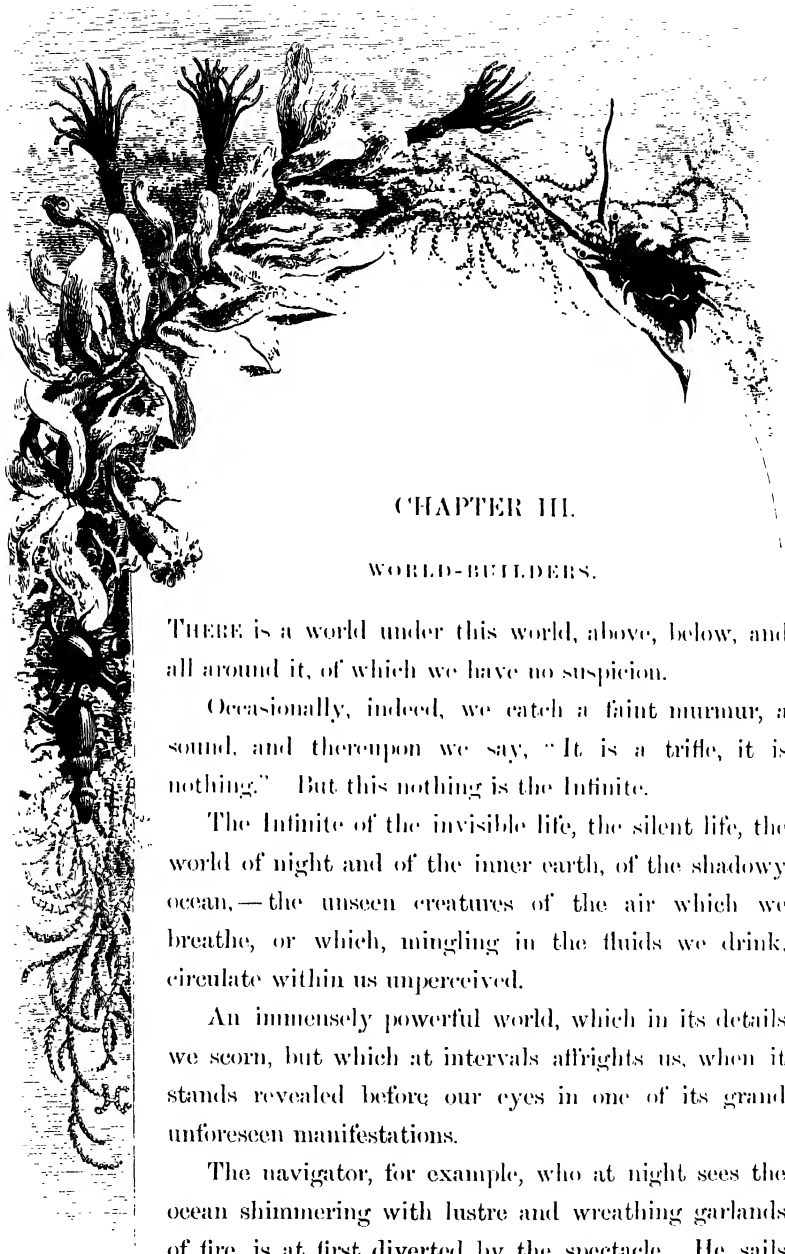 CHAPTER III.
WORLD-BUILDERS.
THERE is a world under this world, above, below, and
all around it, of which we have no suspicion.
Occasionally, indeed, we catch a faint murmur, a
sound, and thereupon we say, “It is a trifle, it is
nothing.” But this nothing is the Infinite.
The Infinite of the invisible life, the silent life, the
world of night and of the inner earth, of the shadowy
ocean,—the unseen creatures of the air which we
breathe, or which, mingling in the fluids we drink,
circulate within us unperceived.
An immensely powerful world, which in its details
we scorn, but which at intervals affrights us, when it
stands revealed before our eyes in one of its grand
unforeseen manifestations.
The navigator, for example, who at night sees the
ocean shimmering with lustre and wreathing garlands
of fire, is at first diverted by the spectacle. He sails